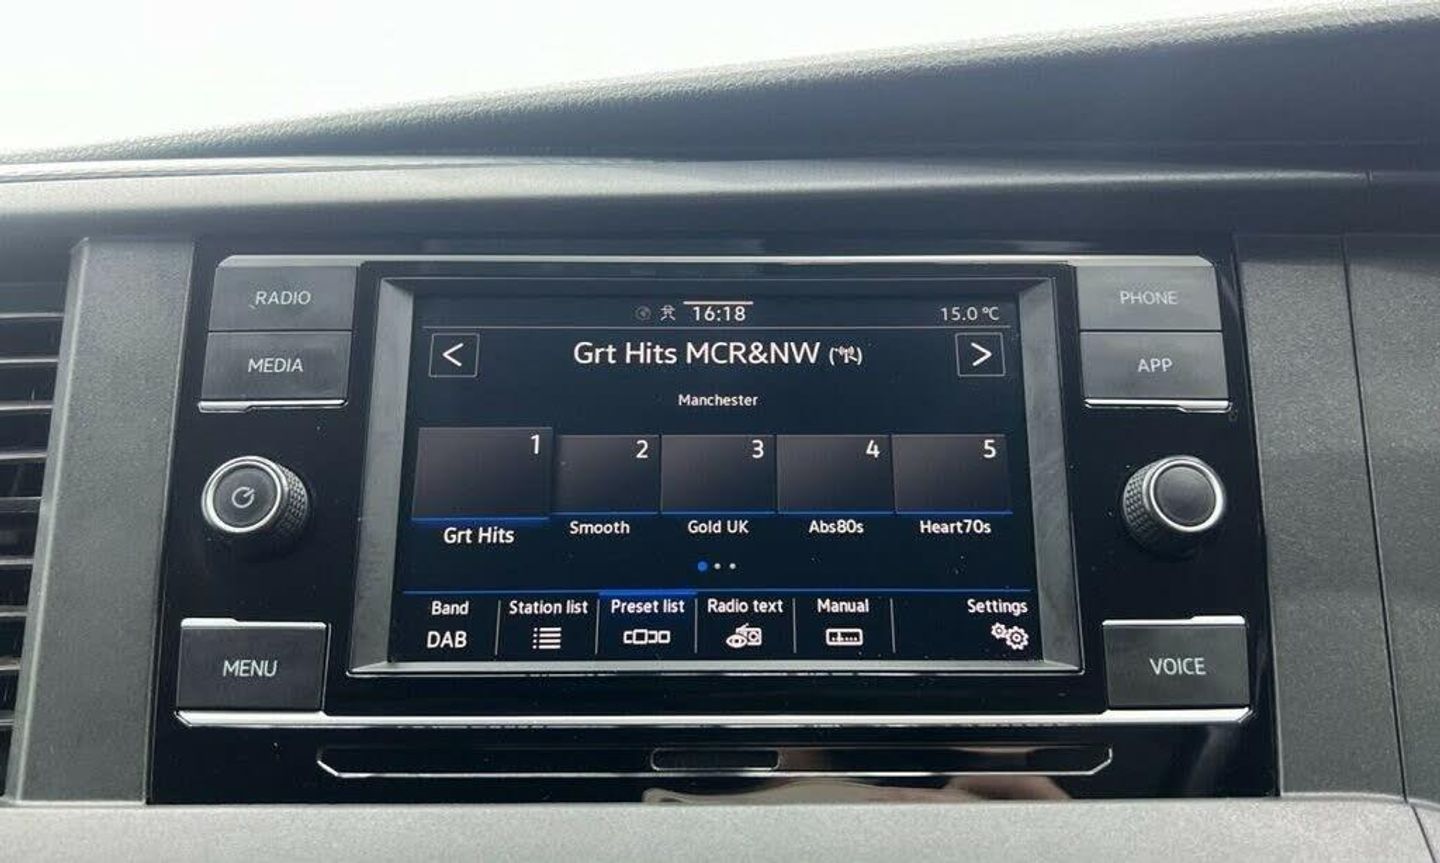 RADIO
MEDIA
MENU
16:18
15.0 °C
< Grt Hits MCR&NW >
Manchester
1 2 3 4 5
Grt Hits Smooth Gold UK Abs80s Heart70s
Band Station list Preset list Radio text Manual Settings
DAB
PHONE
APP
VOICE